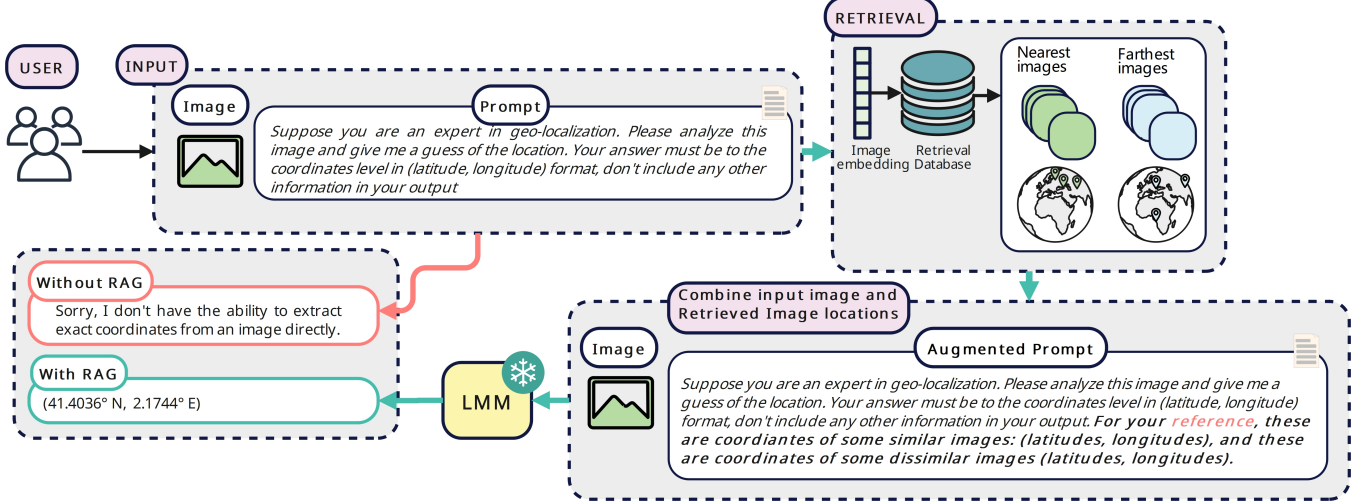 USER
INPUT
Image
Prompt
Suppose you are an expert in geo-localization. Please analyze this
image and give me a guess of the location. Your answer must be to the
coordinates level in (latitude, longitude) format, don't include any other
information in your output
RETRIEVAL
Image
embedding
Retrieval
Database
Nearest
images
Farthest
images
Without RAG
Sorry, I don't have the ability to extract
exact coordinates from an image directly.
With RAG
(41.4036° N, 2.1744° E)
LMM
Combine input image and
Retrieved Image locations
Image
Augmented Prompt
Suppose you are an expert in geo-localization. Please analyze this image and give me a
guess of the location. Your answer must be to the coordinates level in (latitude, longitude)
format, don't include any other information in your output. For your reference, these
are coordiantes of some similar images: (latitudes, longitudes), and these
are coordinates of some dissimilar images (latitudes, longitudes).